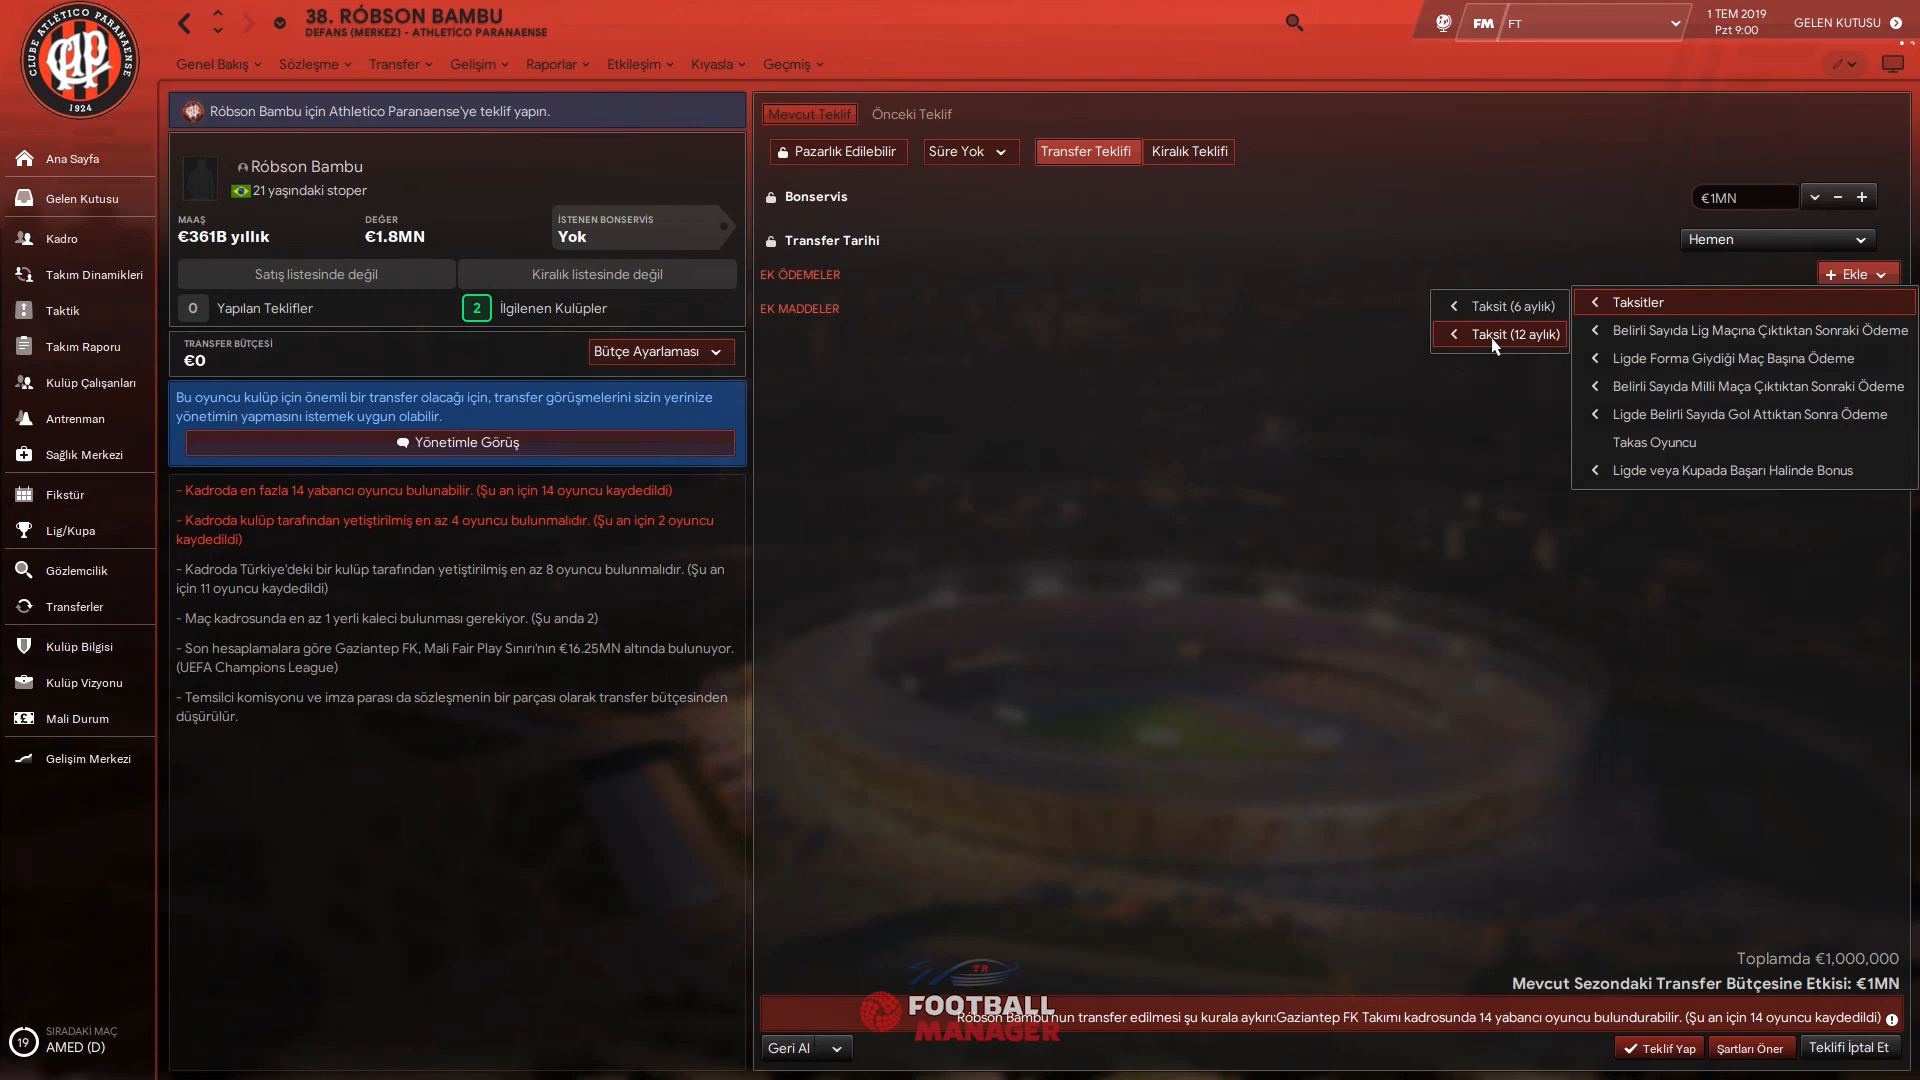 CLUBE ATLÉTICO PARANAENSE
CAP
1924
38. RÓBSON BAMBU
DEFANS (MERKEZ) - ATHLETICO PARANAENSE
FM
FT
1 TEM 2019
Pzt 9:00
GELEN KUTUSU
Genel Bakış
Sözleşme
Transfer
Gelişim
Raporlar
Etkileşim
Kıyasla
Geçmiş
Ana Sayfa
Gelen Kutusu
Kadro
Takım Dinamikleri
Taktik
Takım Raporu
Kulüp Çalışanları
Antrenman
Sağlık Merkezi
Fikstür
Lig/Kupa
Gözlemcilik
Transferler
Kulüp Bilgisi
Kulüp Vizyonu
Mali Durum
Gelişim Merkezi
19
SIRADAKİ MAÇ
AMED (D)
Róbson Bambu için Athletico Paranaense'ye teklif yapın.
Róbson Bambu
21 yaşındaki stoper
MAAŞ
€361B yıllık
DEĞER
€1.8MN
İSTENEN BONSERVİS
Yok
Satış listesinde değil
Kiralık listesinde değil
0 Yapılan Teklifler
2 İlgilenen Kulüpler
TRANSFER BÜTÇESİ
€0
Bütçe Ayarlaması
Bu oyuncu kulüp için önemli bir transfer olacağı için, transfer görüşmelerini sizin yerinize
yönetimin yapmasını istemek uygun olabilir.
Yönetimle Görüş
- Kadroda en fazla 14 yabancı oyuncu bulunabilir. (Şu an için 14 oyuncu kaydedildi)
- Kadroda kulüp tarafından yetiştirilmiş en az 4 oyuncu bulunmalıdır. (Şu an için 2 oyuncu
kaydedildi)
- Kadroda Türkiye'deki bir kulüp tarafından yetiştirilmiş en az 8 oyuncu bulunmalıdır. (Şu an
için 11 oyuncu kaydedildi)
- Maç kadrosunda en az 1 yerli kaleci bulunması gerekiyor. (Şu anda 2)
- Son hesaplamalara göre Gaziantep FK, Mali Fair Play Sınırı'nın €16.25MN altında bulunuyor.
(UEFA Champions League)
- Temsilci komisyonu ve imza parası da sözleşmenin bir parçası olarak transfer bütçesinden
düşürülür.
Mevcut Teklif
Önceki Teklif
Pazarlık Edilebilir
Süre Yok
Transfer Teklifi
Kiralık Teklifi
Bonservis
€1MN
Transfer Tarihi
Hemen
EK ÖDEMELER
Ekle
EK MADDELER
Taksit (6 aylık)
Taksit (12 aylık)
Taksitler
Belirli Sayıda Lig Maçına Çıktıktan Sonraki Ödeme
Ligde Forma Giydiği Maç Başına Ödeme
Belirli Sayıda Milli Maça Çıktıktan Sonraki Ödeme
Ligde Belirli Sayıda Gol Attıktan Sonra Ödeme
Takas Oyuncu
Ligde veya Kupada Başarı Halinde Bonus
Toplamda €1,000,000
Mevcut Sezondaki Transfer Bütçesine Etkisi: €1MN
TR
FOOTBALL
MANAGER
Róbson Bambu'nun transfer edilmesi şu kurala aykırı:Gaziantep FK Takımı kadrosunda 14 yabancı oyuncu bulundurabilir. (Şu an için 14 oyuncu kaydedildi)
Geri Al
Teklif Yap
Şartları Öner
Teklifi İptal Et